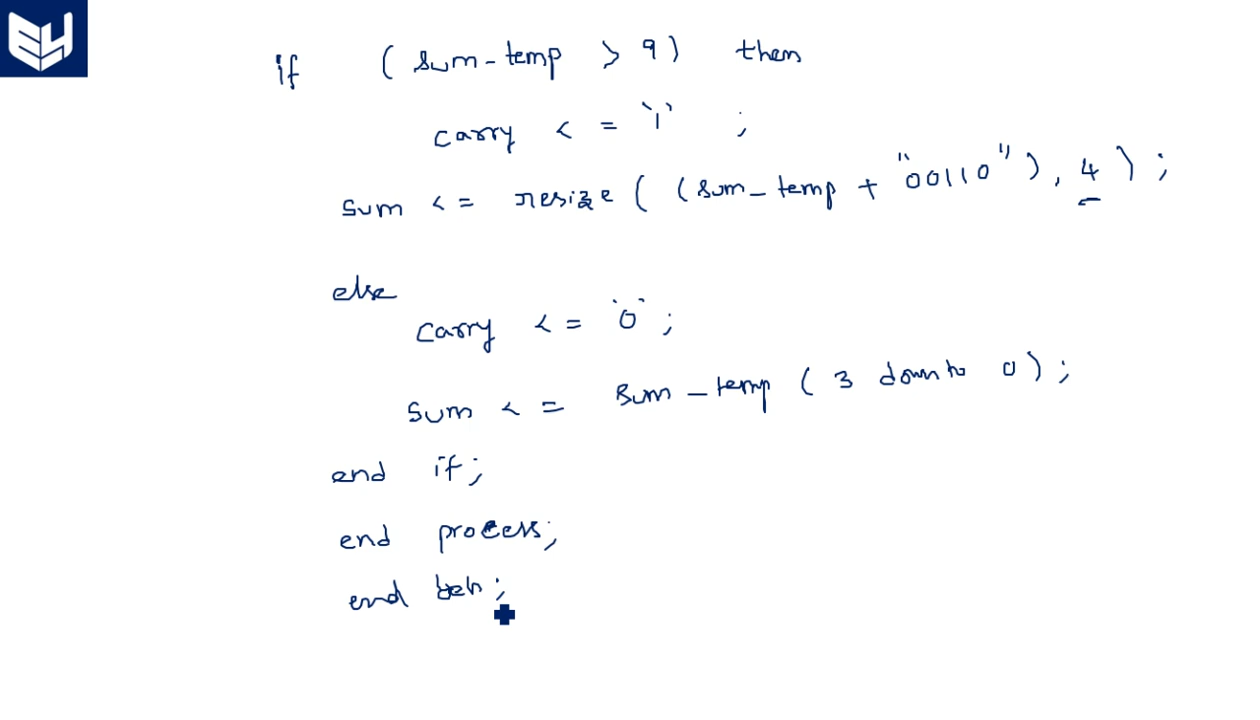 if ( sum-temp > 9 ) then
carry <= '1' ;
sum <= resize ( ( sum_temp + "00110" ) , 4 ) ;
else
carry <= '0' ;
sum <= sum_temp ( 3 downto 0 ) ;
end if;
end process;
end beh ;